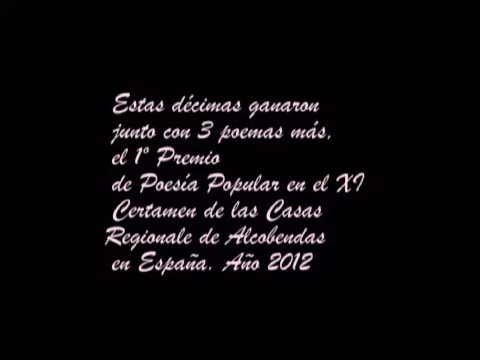 Estas décimas ganaron
junto con 3 poemas más,
el 1º Premio
de Poesía Popular en el XI
Certamen de las Casas
Regionale de Alcobendas
en España. Año 2012